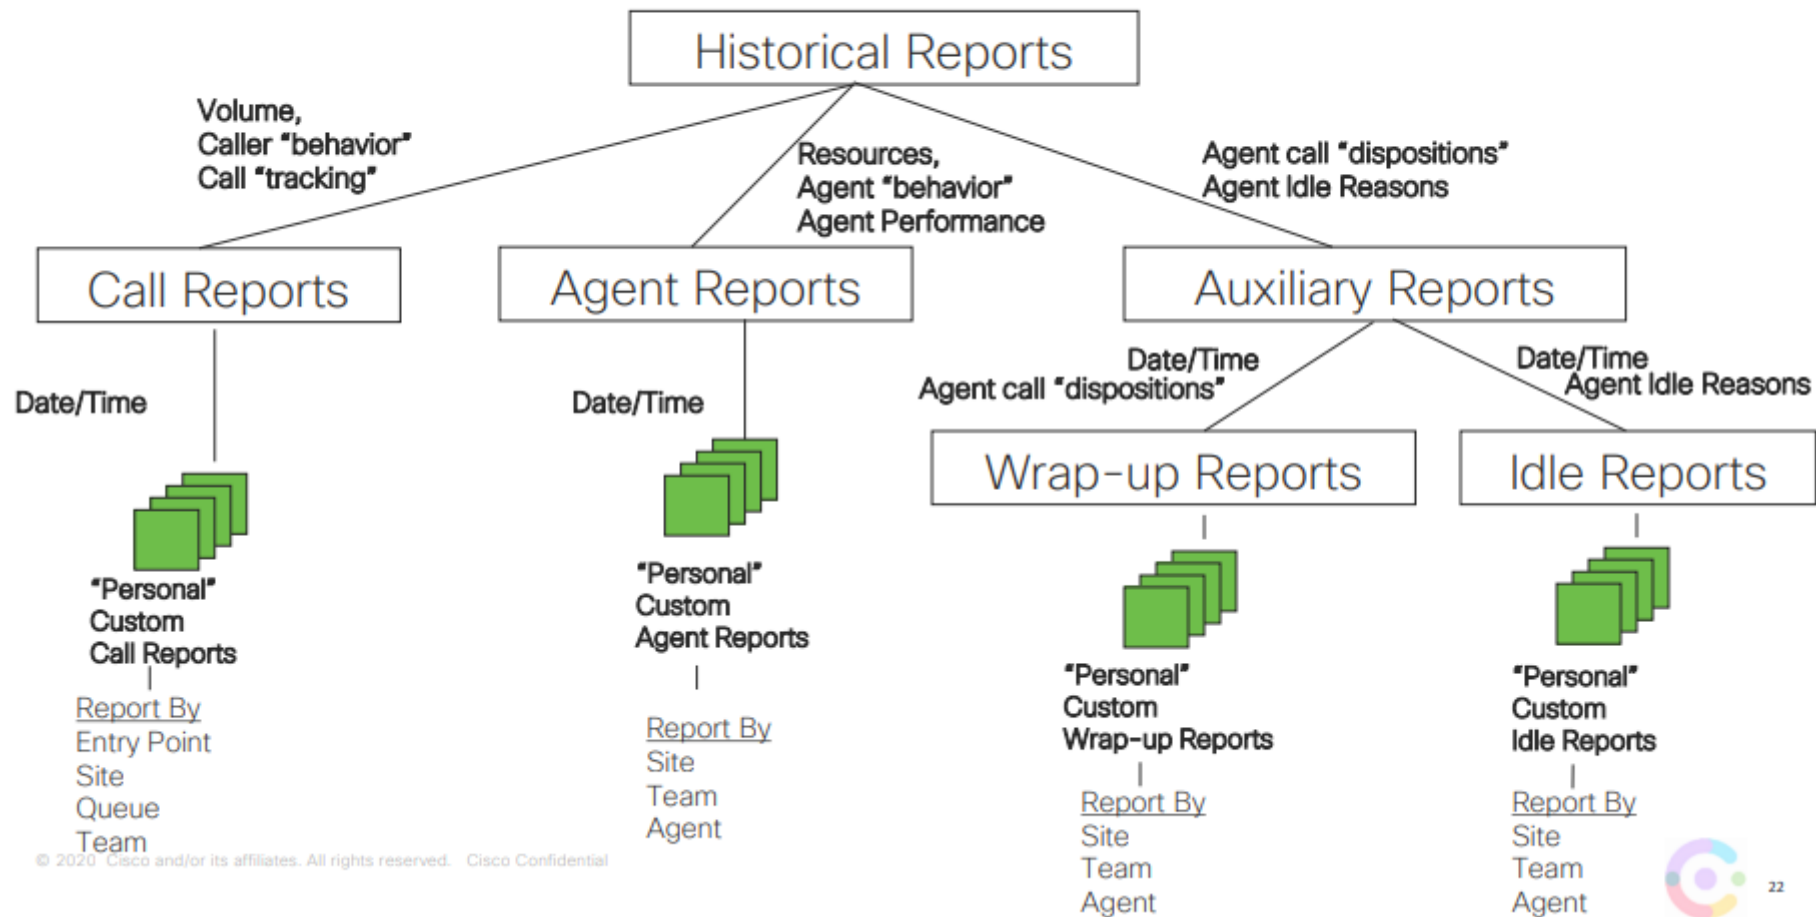 Historical Reports
Volume,
Caller "behavior"
Call "tracking"
Resources,
Agent "behavior"
Agent Performance
Agent call "dispositions"
Agent Idle Reasons
Call Reports
Agent Reports
Auxiliary Reports
Date/Time
Date/Time
Date/Time
Agent call "dispositions"
Date/Time
Agent Idle Reasons
Wrap-up Reports
Idle Reports
"Personal"
Custom
Call Reports
Report By
Entry Point
Site
Queue
Team
"Personal"
Custom
Agent Reports
Report By
Site
Team
Agent
"Personal"
Custom
Wrap-up Reports
Report By
Site
Team
Agent
"Personal"
Custom
Idle Reports
Report By
Site
Team
Agent
© 2020 Cisco and/or its affiliates. All rights reserved. Cisco Confidential
22